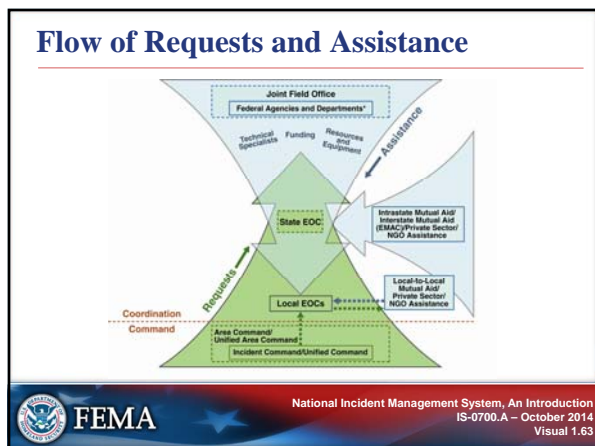 Flow of Requests and Assistance
Joint Field Office
Federal Agencies and Departments*
Technical
Specialists
Funding
Resources
and
Equipment
Assistance
State EOC
Intrastate Mutual Aid/
Interstate Mutual Aid
(EMAC)/Private Sector/
NGO Assistance
Requests
Local-to-Local
Mutual Aid/
Private Sector/
NGO Assistance
Local EOCs
Coordination
Command
Area Command/
Unified Area Command
Incident Command/Unified Command
FEMA
National Incident Management System, An Introduction
IS-0700.A – October 2014
Visual 1.63